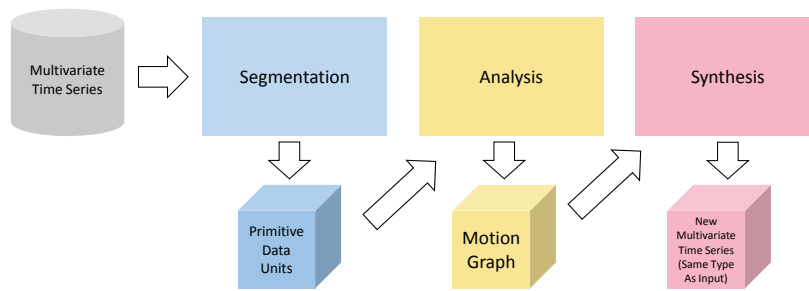 Multivariate
Time Series
Segmentation
Analysis
Synthesis
Primitive
Data
Units
Motion
Graph
New
Multivariate
Time Series
(Same Type
As Input)